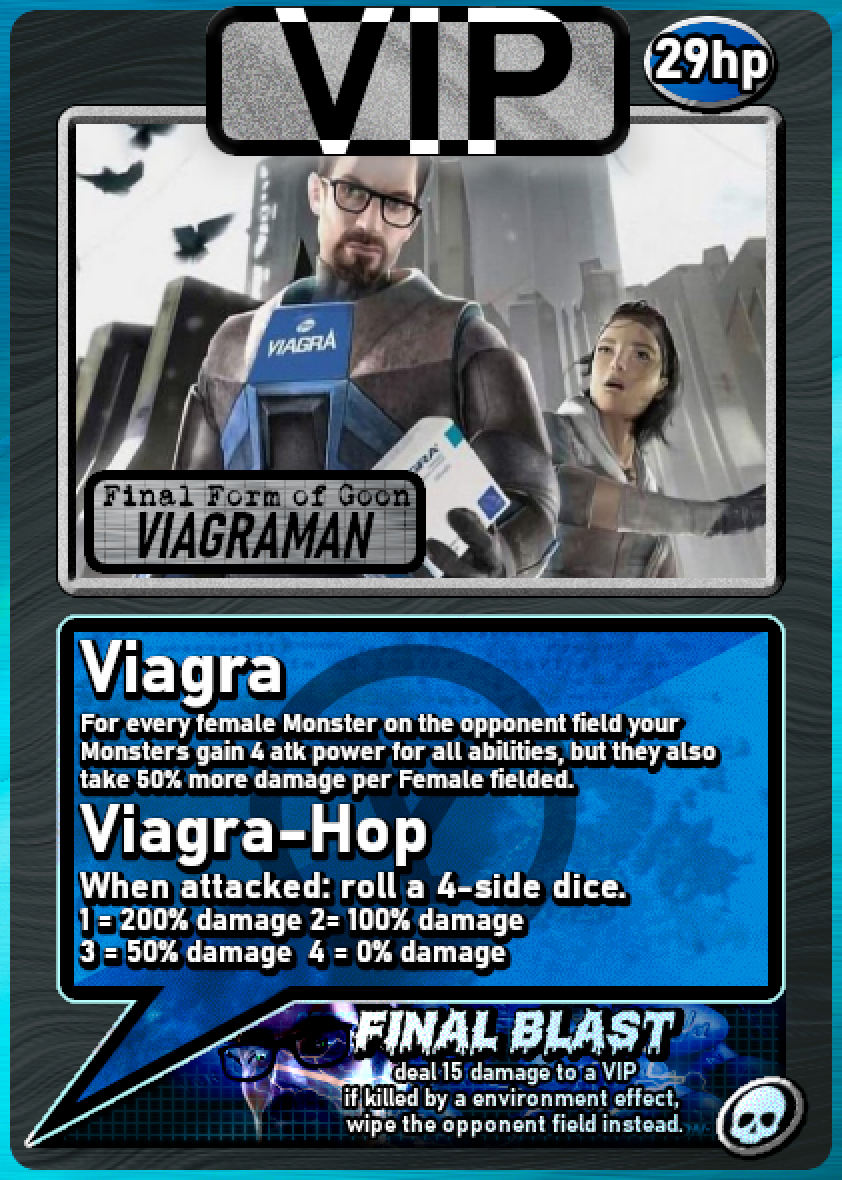 VIP
29hp
VIAGRA
GRA
Final Form of Goon
VIAGRAMAN
Viagra
For every female Monster on the opponent field your
Monsters gain 4 atk power for all abilities, but they also
take 50% more damage per Female fielded.
Viagra-Hop
When attacked: roll a 4-side dice.
1 = 200% damage 2= 100% damage
3 = 50% damage 4 = 0% damage
FINAL BLAST
deal 15 damage to a VIP
if killed by a environment effect,
wipe the opponent field instead.